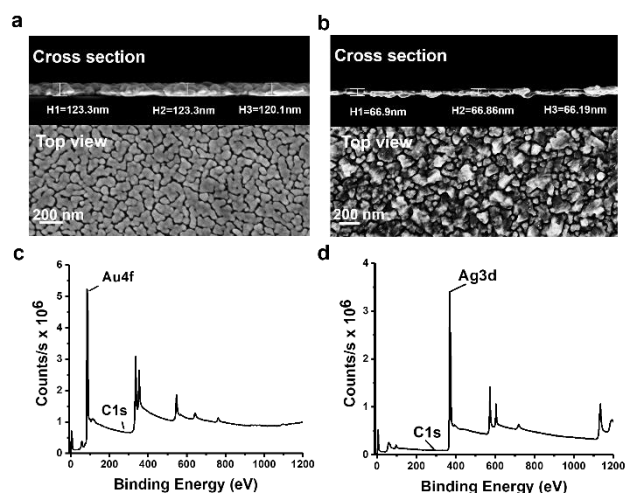 a
Cross section
H1=123.3nm H2=123.3nm H3=120.1nm
Top view
200 nm
b
Cross section
H1=66.9nm H2=66.86nm H3=66.19nm
Top view
200 nm
c
Counts/s x 10⁶
6
5
4
3
2
1
0
Au4f
C1s
0 200 400 600 800 1000 1200
Binding Energy (eV)
d
Counts/s x 10⁶
4
3
2
1
0
Ag3d
C1s
0 200 400 600 800 1000 1200
Binding Energy (eV)